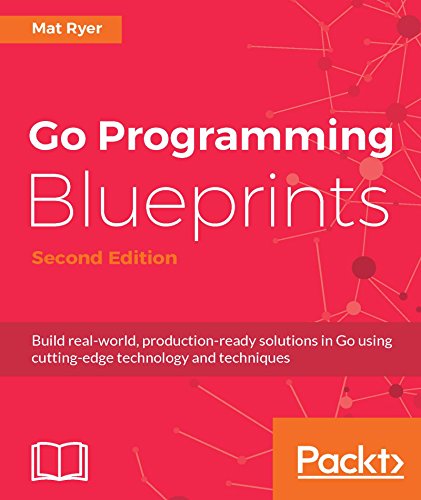 Mat Ryer
Go Programming
Blueprints
Second Edition
Build real-world, production-ready solutions in Go using
cutting-edge technology and techniques
Packt>